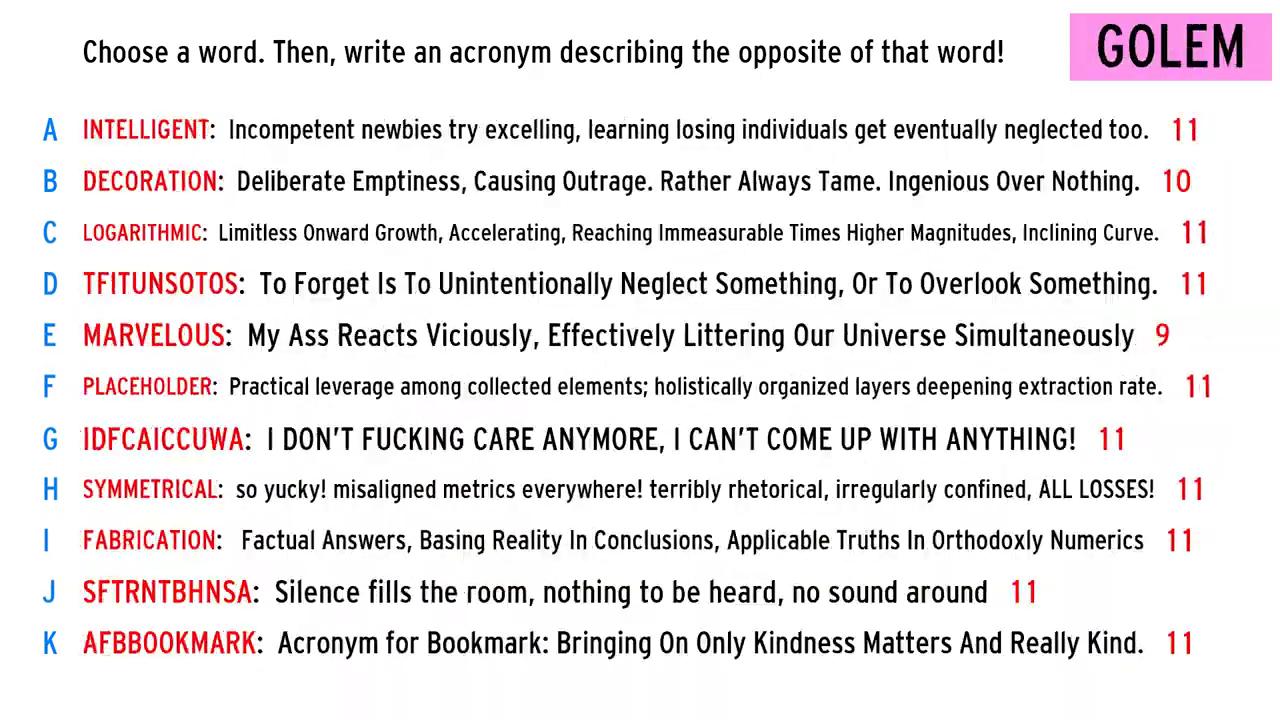 Choose a word. Then, write an acronym describing the opposite of that word! GOLEM
A INTELLIGENT: Incompetent newbies try excelling, learning losing individuals get eventually neglected too. 11
B DECORATION: Deliberate Emptiness, Causing Outrage. Rather Always Tame. Ingenious Over Nothing. 10
C LOGARITHMIC: Limitless Onward Growth, Accelerating, Reaching Immeasurable Times Higher Magnitudes, Inclining Curve. 11
D TFITUNSOTOS: To Forget Is To Unintentionally Neglect Something, Or To Overlook Something. 11
E MARVELOUS: My Ass Reacts Viciously, Effectively Littering Our Universe Simultaneously 9
F PLACEHOLDER: Practical leverage among collected elements; holistically organized layers deepening extraction rate. 11
G IDFCAICCUWA: I DON'T FUCKING CARE ANYMORE, I CAN'T COME UP WITH ANYTHING! 11
H SYMMETRICAL: so yucky! misaligned metrics everywhere! terribly rhetorical, irregularly confined, ALL LOSSES! 11
I FABRICATION: Factual Answers, Basing Reality In Conclusions, Applicable Truths In Orthodoxly Numerics 11
J SFTRNTBHNSA: Silence fills the room, nothing to be heard, no sound around 11
K AFBBOOKMARK: Acronym for Bookmark: Bringing On Only Kindness Matters And Really Kind. 11